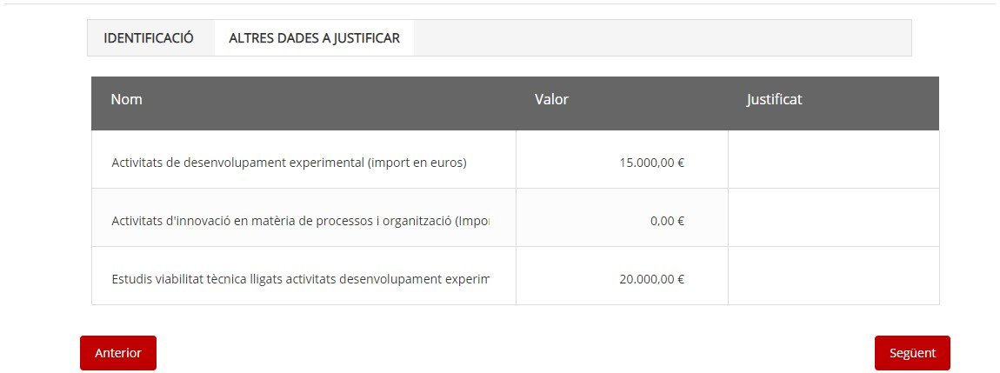 IDENTIFICACIÓ ALTRES DADES A JUSTIFICAR
Nom Valor Justificat
Activitats de desenvolupament experimental (import en euros) 15.000,00 €
Activitats d'innovació en matèria de processos i organització (Impo 0,00 €
Estudis viabilitat tècnica lligats activitats desenvolupament experim 20.000,00 €
Anterior Següent